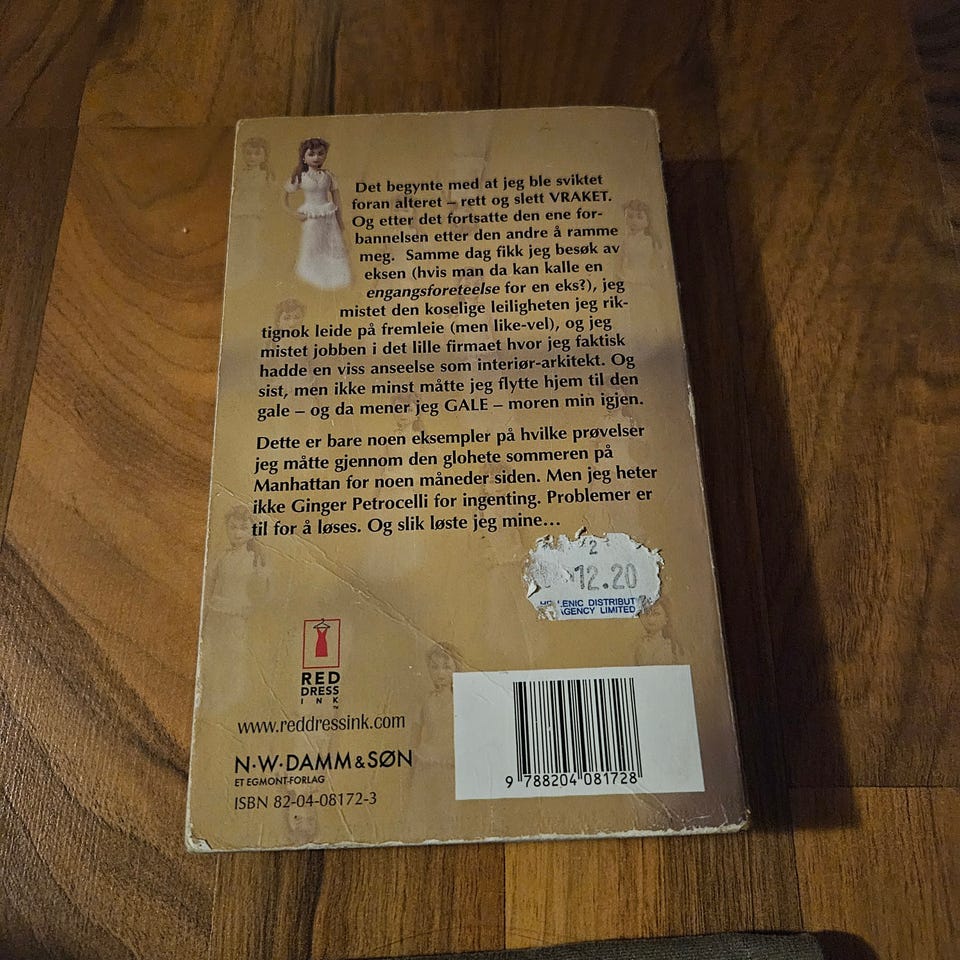 Det begynte med at jeg ble sviktet
foran alteret – rett og slett VRAKET.
Og etter det fortsatte den ene for-
bannelsen etter den andre å ramme
meg. Samme dag fikk jeg besøk av
eksen (hvis man da kan kalle en
engangsforeteelse for en eks?), jeg
mistet den koselige leiligheten jeg rik-
tignok leide på fremleie (men like-vel), og jeg
mistet jobben i det lille firmaet hvor jeg faktisk
hadde en viss anseelse som interiør-arkitekt. Og
sist, men ikke minst måtte jeg flytte hjem til den
gale – og da mener jeg GALE – moren min igjen.
Dette er bare noen eksempler på hvilke prøvelser
jeg måtte gjennom den glohete sommeren på
Manhattan for noen måneder siden. Men jeg heter
ikke Ginger Petrocelli for ingenting. Problemer er
til for å løses. Og slik løste jeg mine...
2
12.20
DISTRIBUT
AGENCY LIMITED
RED
DRESS
INK™
www.reddressink.com
N·W·DAMM & SØN
ET EGMONT-FORLAG
ISBN 82-04-08172-3
9 788204 081728